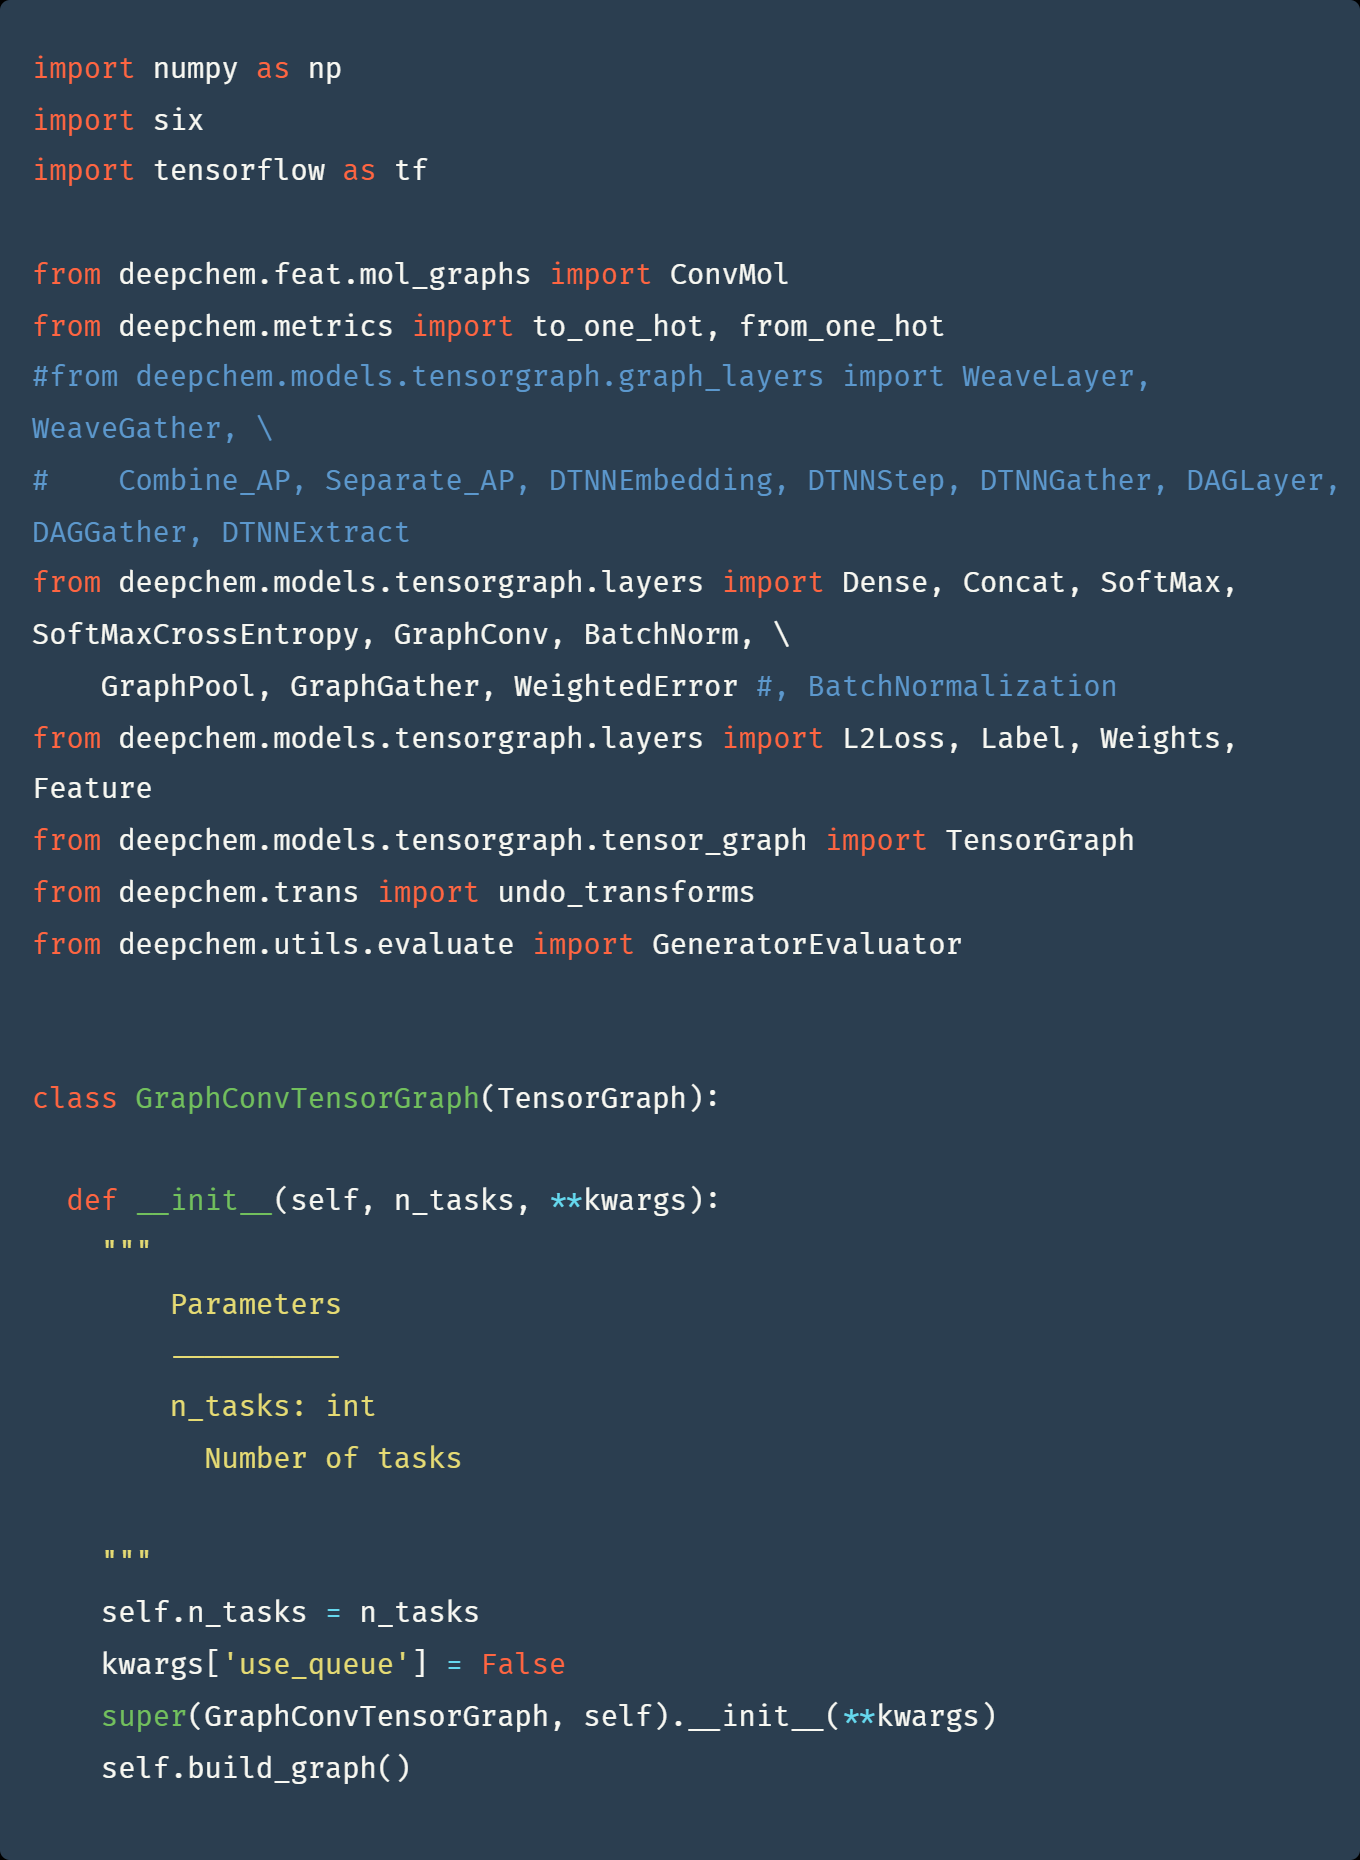 import numpy as np
import six
import tensorflow as tf

from deepchem.feat.mol_graphs import ConvMol
from deepchem.metrics import to_one_hot, from_one_hot
#from deepchem.models.tensorgraph.graph_layers import WeaveLayer,
WeaveGather, \
#    Combine_AP, Separate_AP, DTNNEmbedding, DTNNStep, DTNNGather, DAGLayer,
DAGGather, DTNNExtract
from deepchem.models.tensorgraph.layers import Dense, Concat, SoftMax,
SoftMaxCrossEntropy, GraphConv, BatchNorm, \
    GraphPool, GraphGather, WeightedError #, BatchNormalization
from deepchem.models.tensorgraph.layers import L2Loss, Label, Weights,
Feature
from deepchem.models.tensorgraph.tensor_graph import TensorGraph
from deepchem.trans import undo_transforms
from deepchem.utils.evaluate import GeneratorEvaluator


class GraphConvTensorGraph(TensorGraph):

  def __init__(self, n_tasks, **kwargs):
    """
        Parameters
        ----------
        n_tasks: int
          Number of tasks

    """
    self.n_tasks = n_tasks
    kwargs['use_queue'] = False
    super(GraphConvTensorGraph, self).__init__(**kwargs)
    self.build_graph()